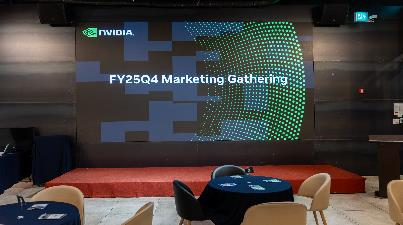 NVIDIA.
FY25Q4 Marketing Gathering